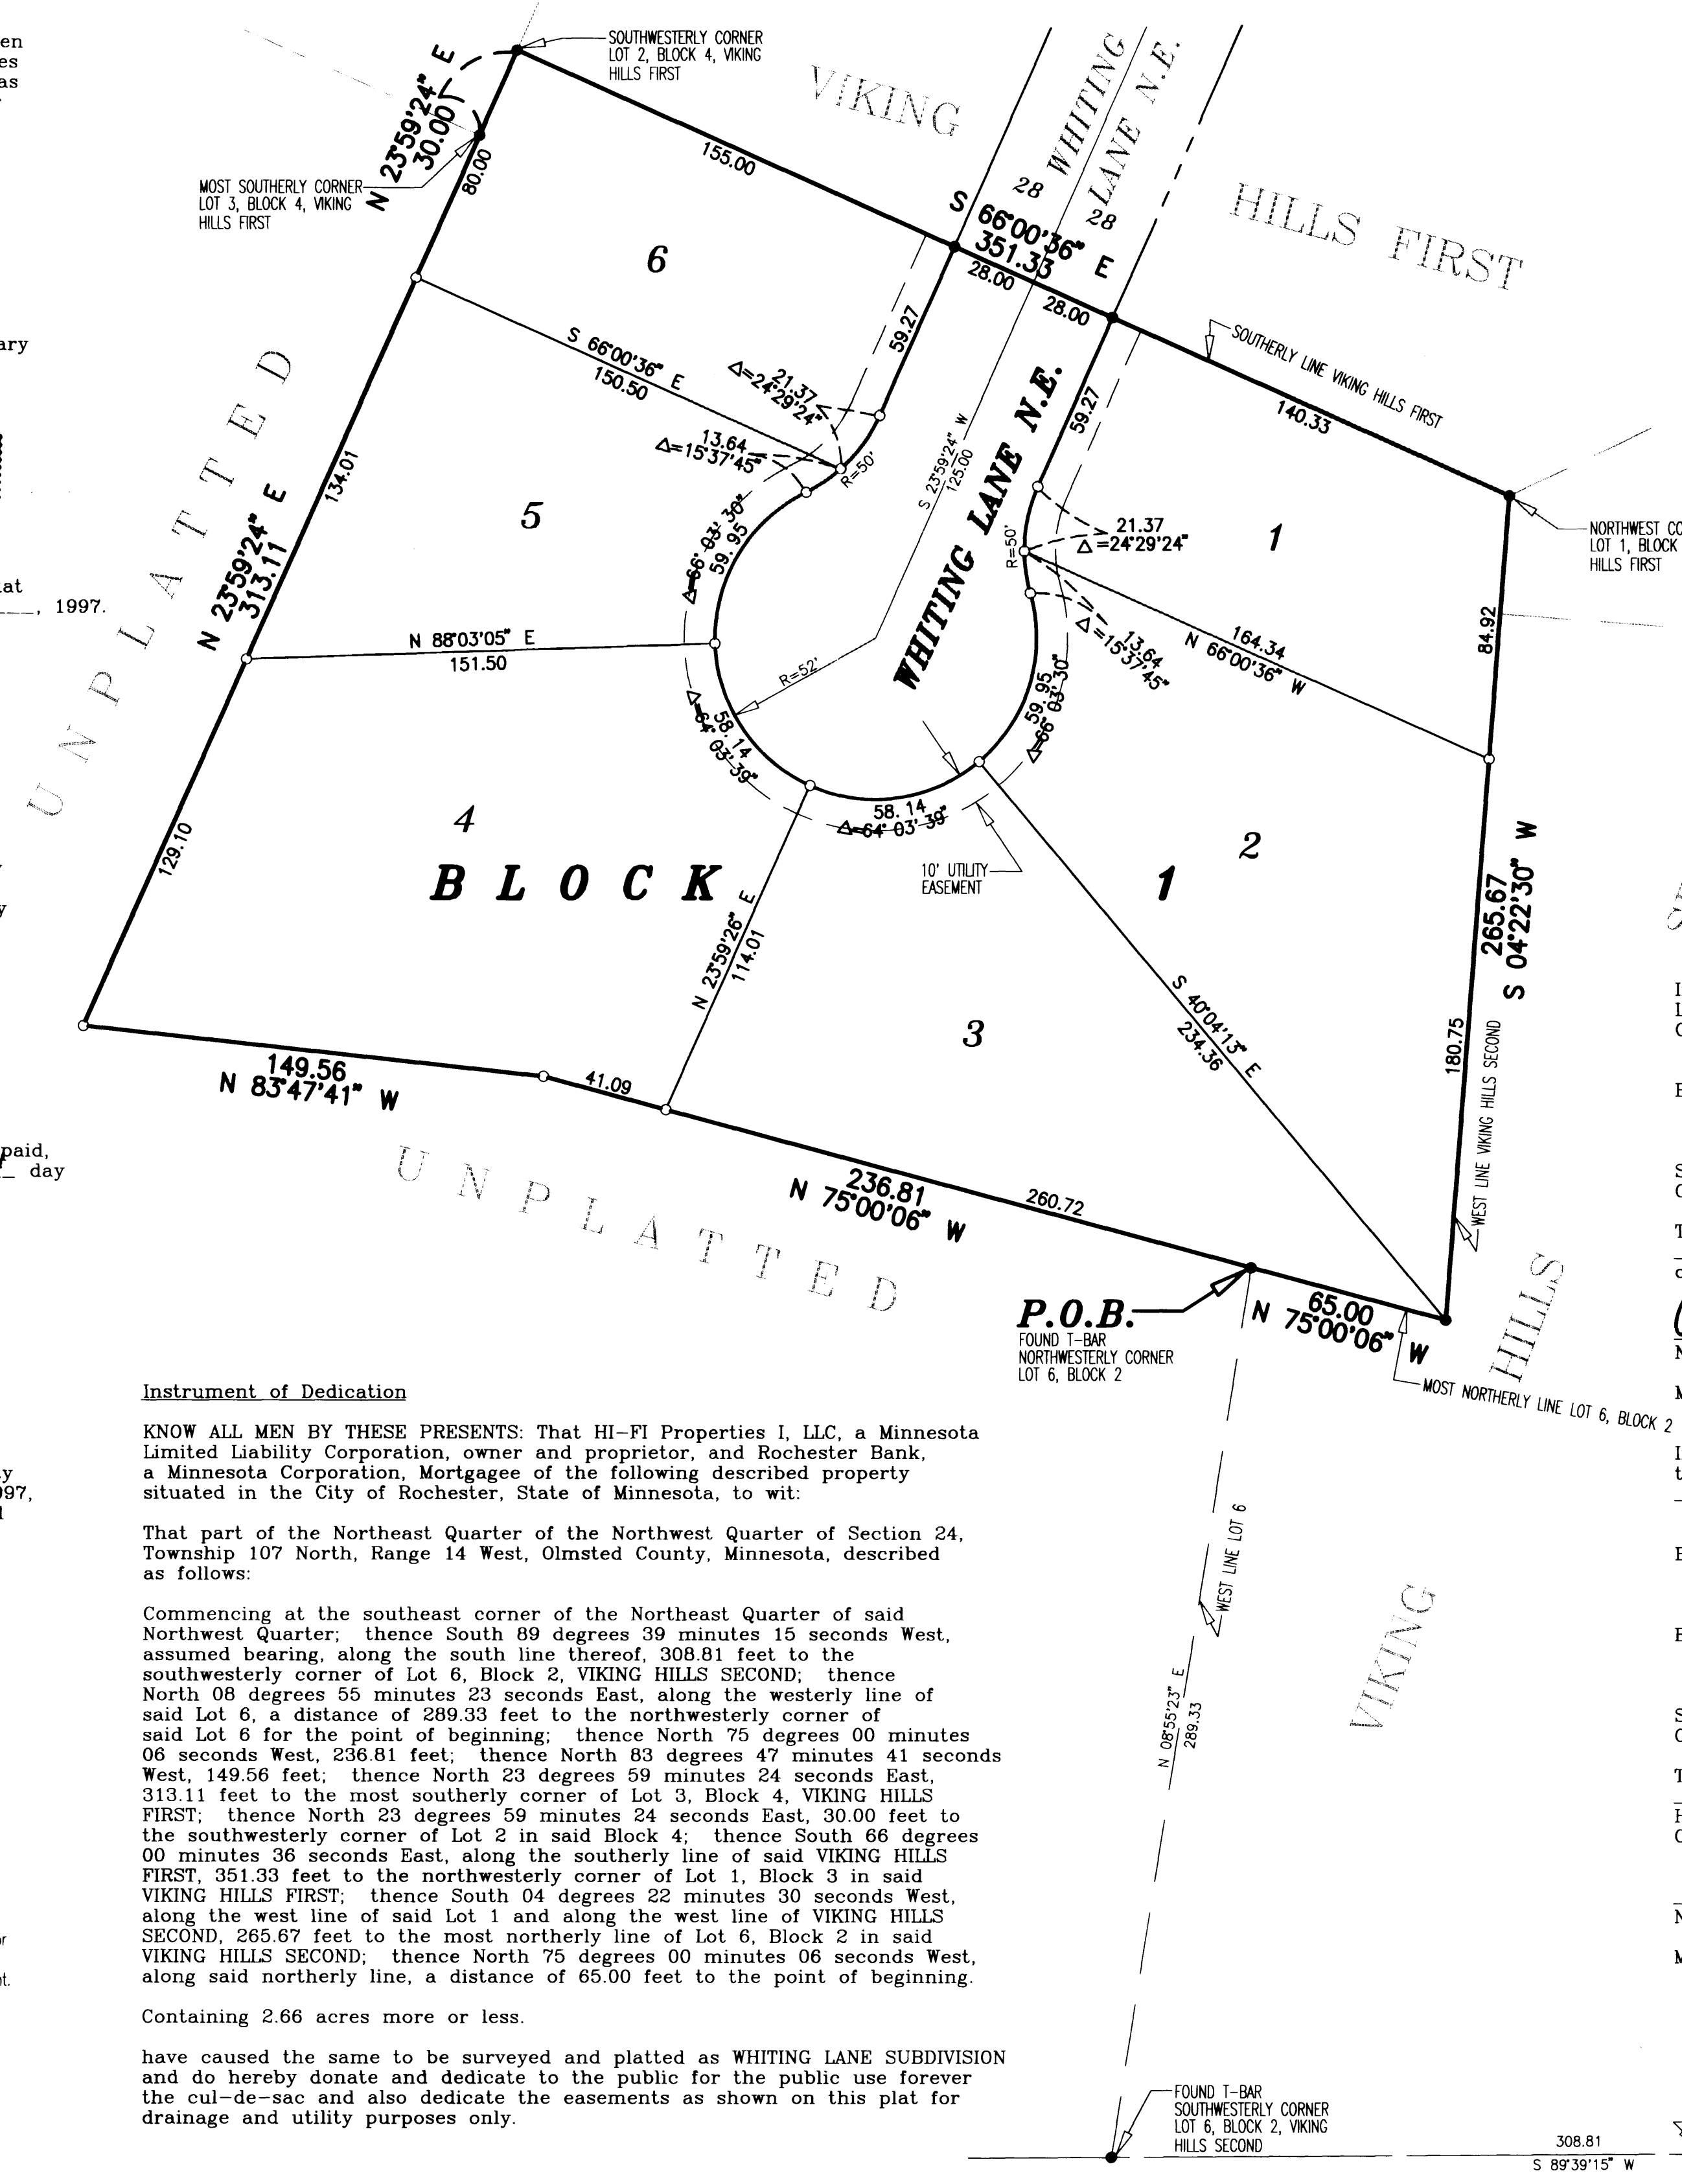 en
es
as
SOUTHWESTERLY CORNER
LOT 2, BLOCK 4, VIKING
HILLS FIRST
N 23°59'24" E
30.00
MOST SOUTHERLY CORNER
LOT 3, BLOCK 4, VIKING
HILLS FIRST
80.00
155.00
VIKING
WHITING
LANE N.E.
28
28
HILLS FIRST
S 66°00'36" E
351.33
28.00
28.00
6
59.27
S 66°00'36" E
150.50
21.37
Δ=24°29'24"
13.64
Δ=15°37'45"
R=50'
SOUTHERLY LINE VIKING HILLS FIRST
140.33
59.27
S 23°59'24" W
125.00
WHITING LANE N.E.
ary
UNPLATTED
134.01
N 23°59'24" E
313.11
5
Δ=66° 03' 30"
59.95
R=50'
21.37
Δ=24°29'24"
1
NORTHWEST CO
LOT 1, BLOCK
HILLS FIRST
at
, 1997.
N 88°03'05" E
151.50
R=52'
13.64
Δ=15°37'45"
164.34
N 66°00'36" W
84.92
58.14
Δ=64° 03' 39"
59.95
Δ=66° 03' 30"
58.14
Δ=64° 03' 39"
4
129.10
BLOCK
1
2
10' UTILITY
EASEMENT
265.67
S 04°22'30" W
y
N 23°59'26" E
114.01
3
S 40°04'13" E
234.36
180.75
WEST LINE VIKING HILLS SECOND
149.56
N 83°47'41" W
41.09
paid,
day
UNPLATTED
236.81
N 75°00'06" W
260.72
P.O.B.
FOUND T-BAR
NORTHWESTERLY CORNER
LOT 6, BLOCK 2
65.00
N 75°00'06" W
HILLS
MOST NORTHERLY LINE LOT 6, BLOCK 2
Instrument of Dedication
KNOW ALL MEN BY THESE PRESENTS: That HI-FI Properties I, LLC, a Minnesota
Limited Liability Corporation, owner and proprietor, and Rochester Bank,
a Minnesota Corporation, Mortgagee of the following described property
situated in the City of Rochester, State of Minnesota, to wit:
y
997,
That part of the Northeast Quarter of the Northwest Quarter of Section 24,
Township 107 North, Range 14 West, Olmsted County, Minnesota, described
as follows:
Commencing at the southeast corner of the Northeast Quarter of said
Northwest Quarter; thence South 89 degrees 39 minutes 15 seconds West,
assumed bearing, along the south line thereof, 308.81 feet to the
southwesterly corner of Lot 6, Block 2, VIKING HILLS SECOND; thence
North 08 degrees 55 minutes 23 seconds East, along the westerly line of
said Lot 6, a distance of 289.33 feet to the northwesterly corner of
said Lot 6 for the point of beginning; thence North 75 degrees 00 minutes
06 seconds West, 236.81 feet; thence North 83 degrees 47 minutes 41 seconds
West, 149.56 feet; thence North 23 degrees 59 minutes 24 seconds East,
313.11 feet to the most southerly corner of Lot 3, Block 4, VIKING HILLS
FIRST; thence North 23 degrees 59 minutes 24 seconds East, 30.00 feet to
the southwesterly corner of Lot 2 in said Block 4; thence South 66 degrees
00 minutes 36 seconds East, along the southerly line of said VIKING HILLS
FIRST, 351.33 feet to the northwesterly corner of Lot 1, Block 3 in said
VIKING HILLS FIRST; thence South 04 degrees 22 minutes 30 seconds West,
along the west line of said Lot 1 and along the west line of VIKING HILLS
SECOND, 265.67 feet to the most northerly line of Lot 6, Block 2 in said
VIKING HILLS SECOND; thence North 75 degrees 00 minutes 06 seconds West,
along said northerly line, a distance of 65.00 feet to the point of beginning.
Containing 2.66 acres more or less.
have caused the same to be surveyed and platted as WHITING LANE SUBDIVISION
and do hereby donate and dedicate to the public for the public use forever
the cul-de-sac and also dedicate the easements as shown on this plat for
drainage and utility purposes only.
WEST LINE LOT 6
N 08°55'23" E
289.33
VIKING
FOUND T-BAR
SOUTHWESTERLY CORNER
LOT 6, BLOCK 2, VIKING
HILLS SECOND
308.81
S 89°39'15" W